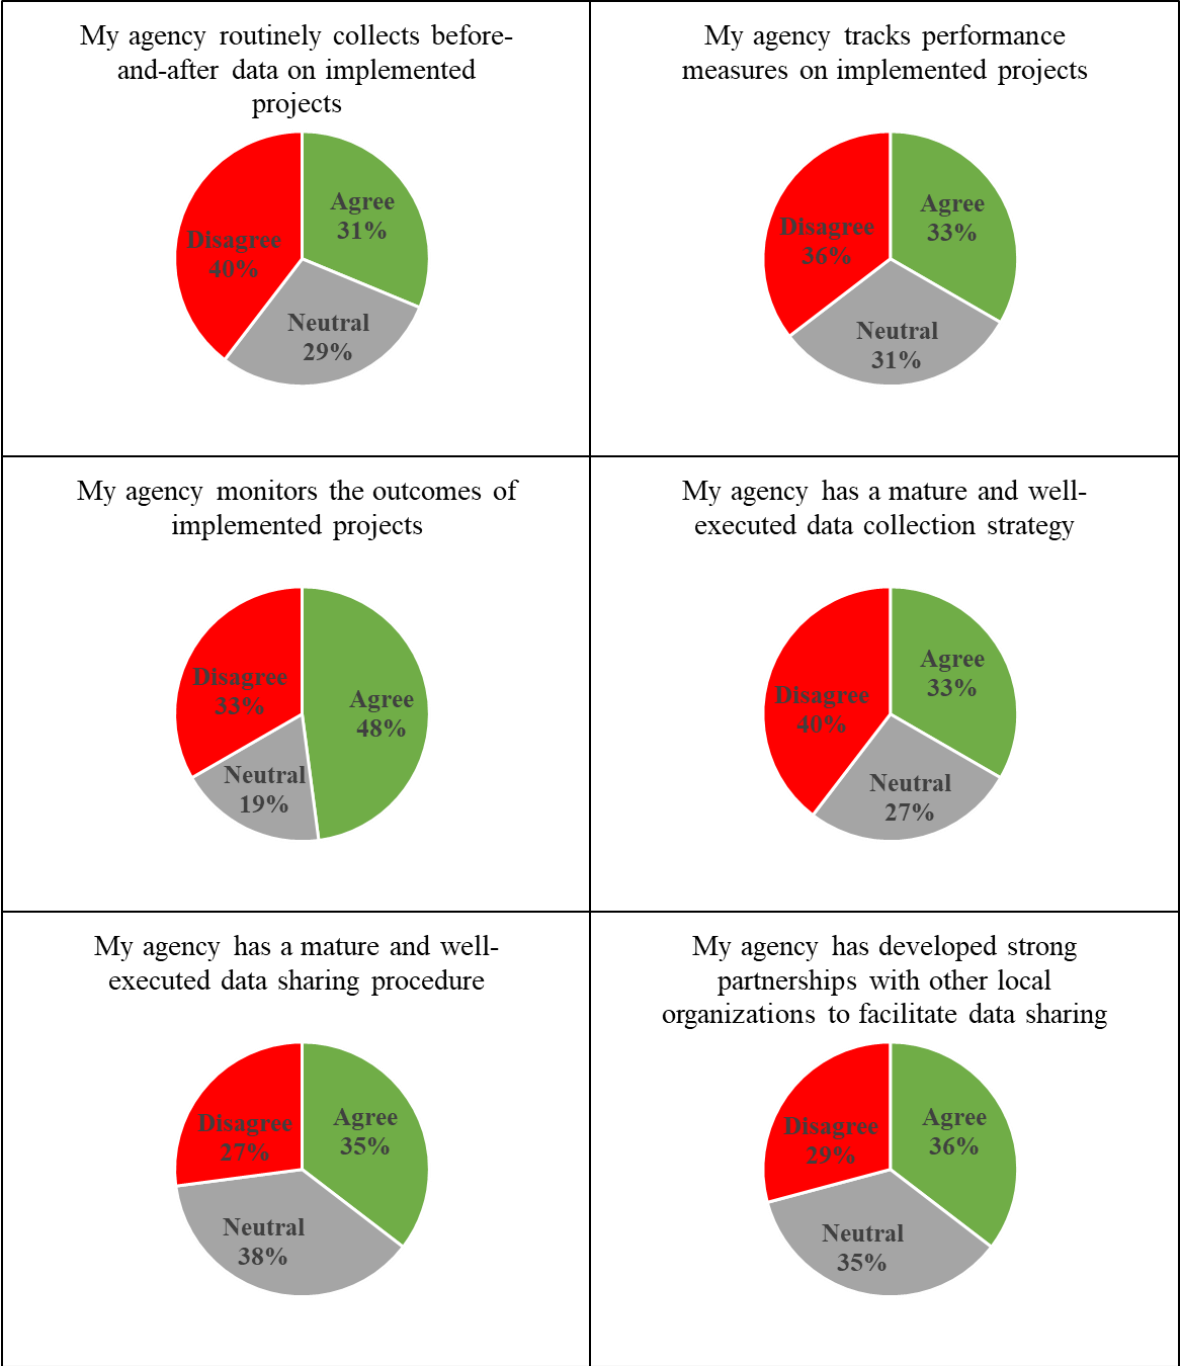 My agency routinely collects before-
and-after data on implemented
projects
Agree
31%
Disagree
40%
Neutral
29%
My agency tracks performance
measures on implemented projects
Agree
33%
Disagree
36%
Neutral
31%
My agency monitors the outcomes of
implemented projects
Disagree
33%
Agree
48%
Neutral
19%
My agency has a mature and well-
executed data collection strategy
Agree
33%
Disagree
40%
Neutral
27%
My agency has a mature and well-
executed data sharing procedure
Agree
35%
Disagree
27%
Neutral
38%
My agency has developed strong
partnerships with other local
organizations to facilitate data sharing
Agree
36%
Disagree
29%
Neutral
35%